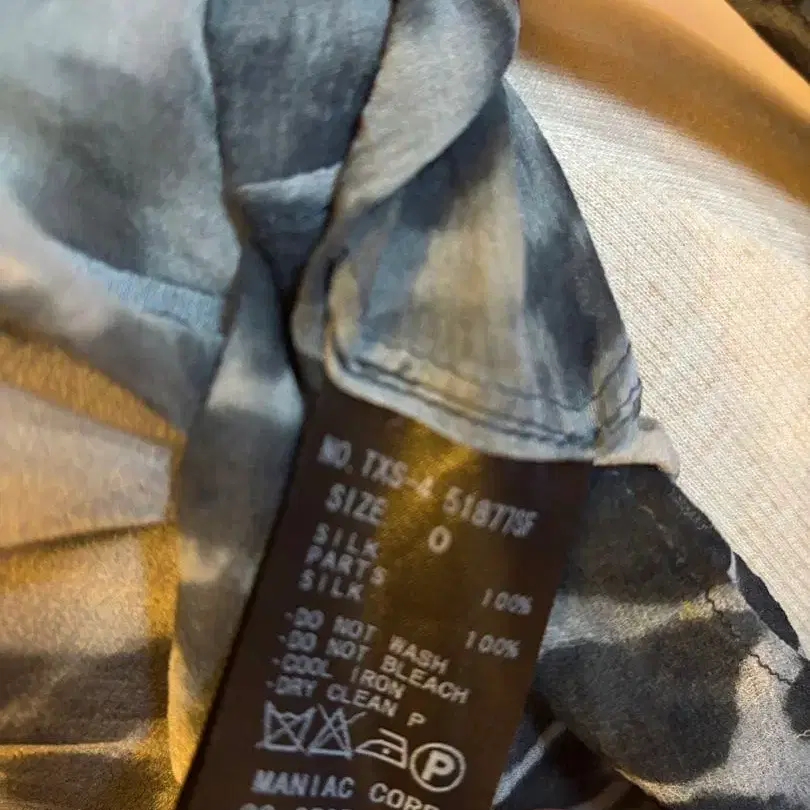 NO. TXS-4 51877SF
SIZE 0
SILK 100%
PARTS
SILK 100%
-DO NOT WASH
-DO NOT BLEACH
-COOL IRON
-DRY CLEAN P
P
MANIAC CORP